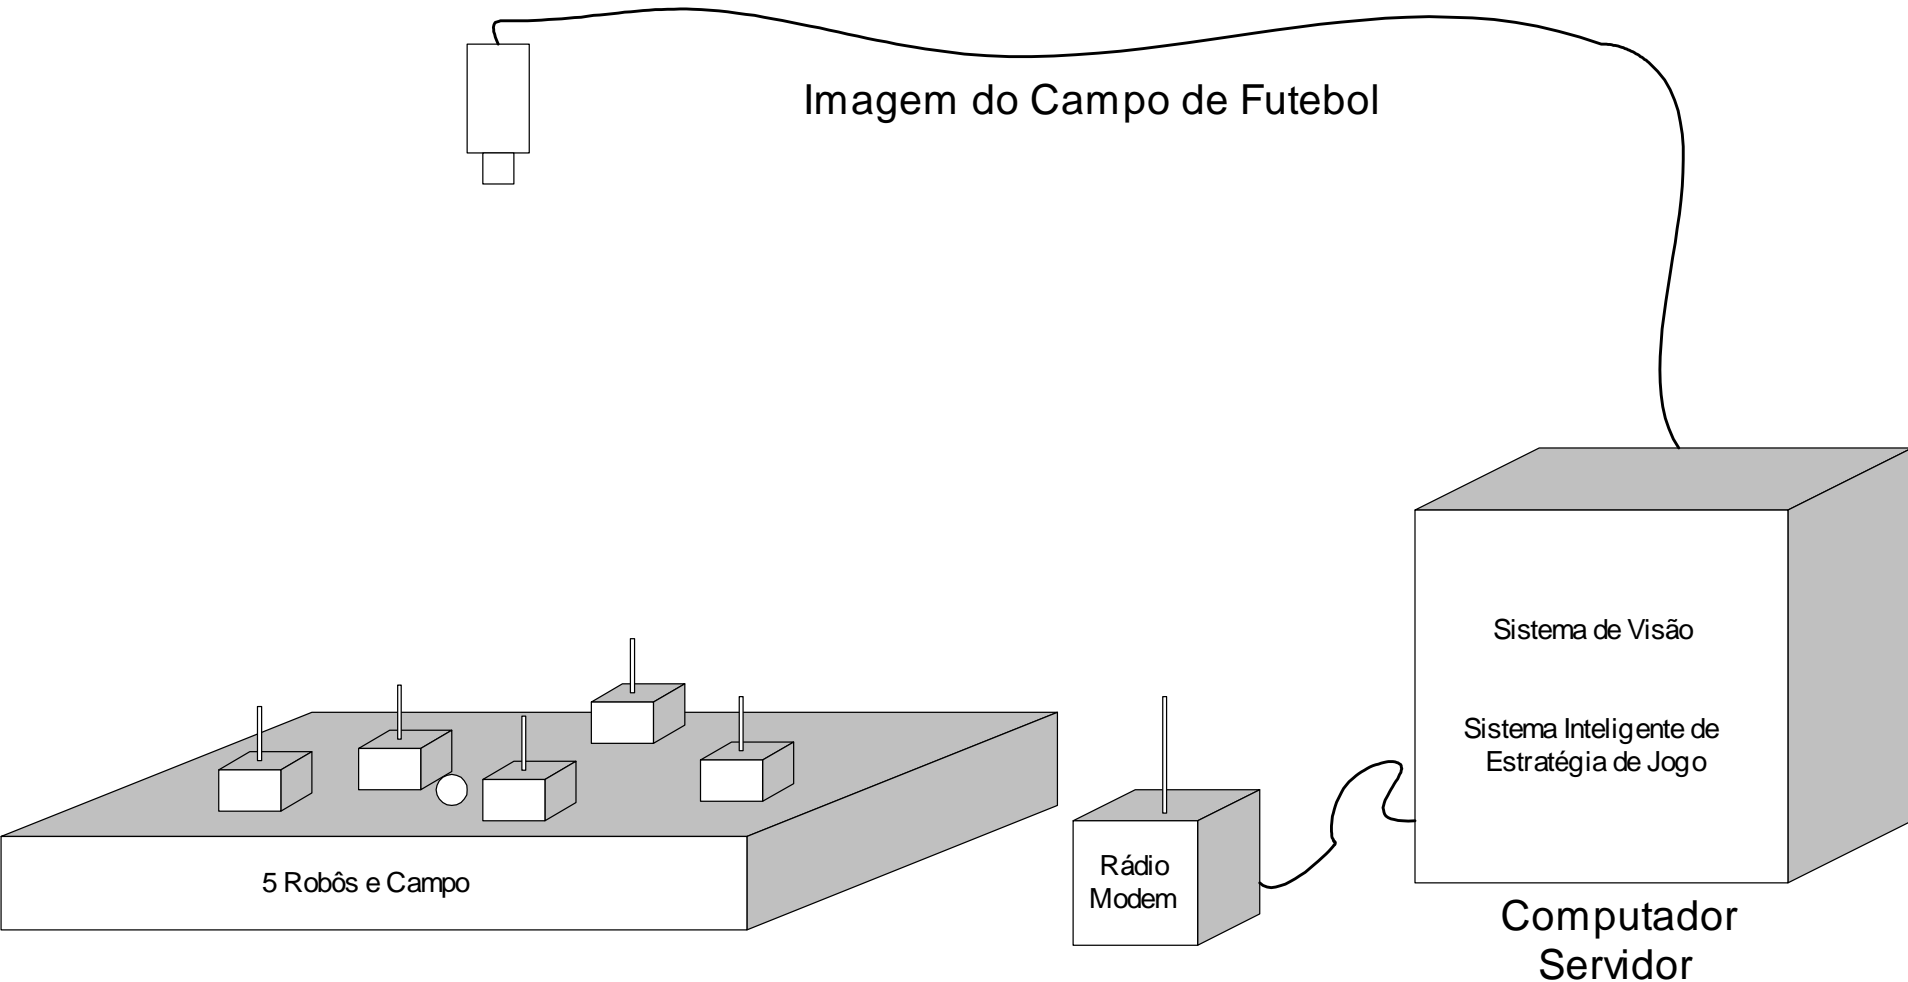 Imagem do Campo de Futebol
Sistema de Visão
Sistema Inteligente de
Estratégia de Jogo
5 Robôs e Campo
Rádio
Modem
Computador
Servidor